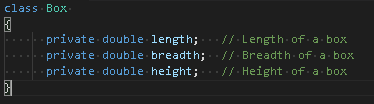 class Box
{
      private double length;   // Length of a box
      private double breadth;  // Breadth of a box
      private double height;   // Height of a box
}